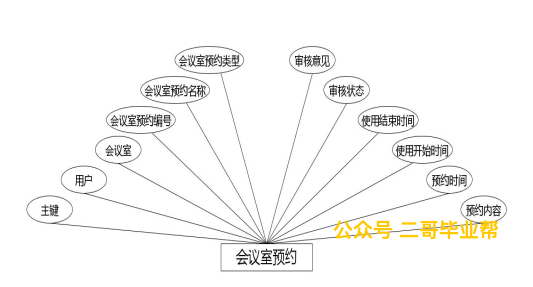 会议室预约类型
审核意见
会议室预约名称
审核状态
会议室预约编号
使用结束时间
会议室
使用开始时间
用户
预约时间
主键
预约内容
公众号 二哥毕业帮
会议室预约